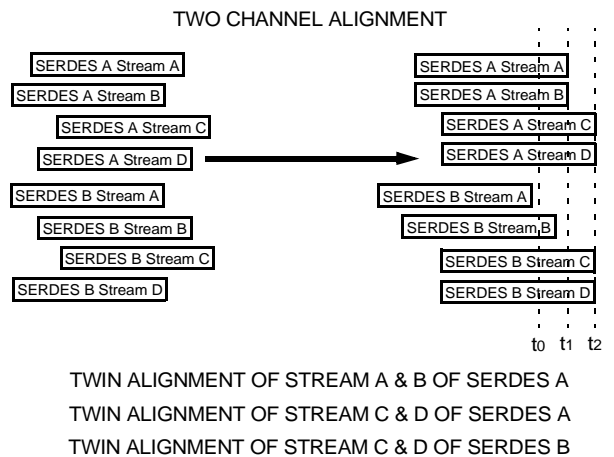 TWO CHANNEL ALIGNMENT
SERDES A Stream A
SERDES A Stream B
SERDES A Stream C
SERDES A Stream D
SERDES B Stream A
SERDES B Stream B
SERDES B Stream C
SERDES B Stream D
SERDES A Stream A
SERDES A Stream B
SERDES A Stream C
SERDES A Stream D
SERDES B Stream A
SERDES B Stream B
SERDES B Stream C
SERDES B Stream D
t0 t1 t2
TWIN ALIGNMENT OF STREAM A & B OF SERDES A
TWIN ALIGNMENT OF STREAM C & D OF SERDES A
TWIN ALIGNMENT OF STREAM C & D OF SERDES B